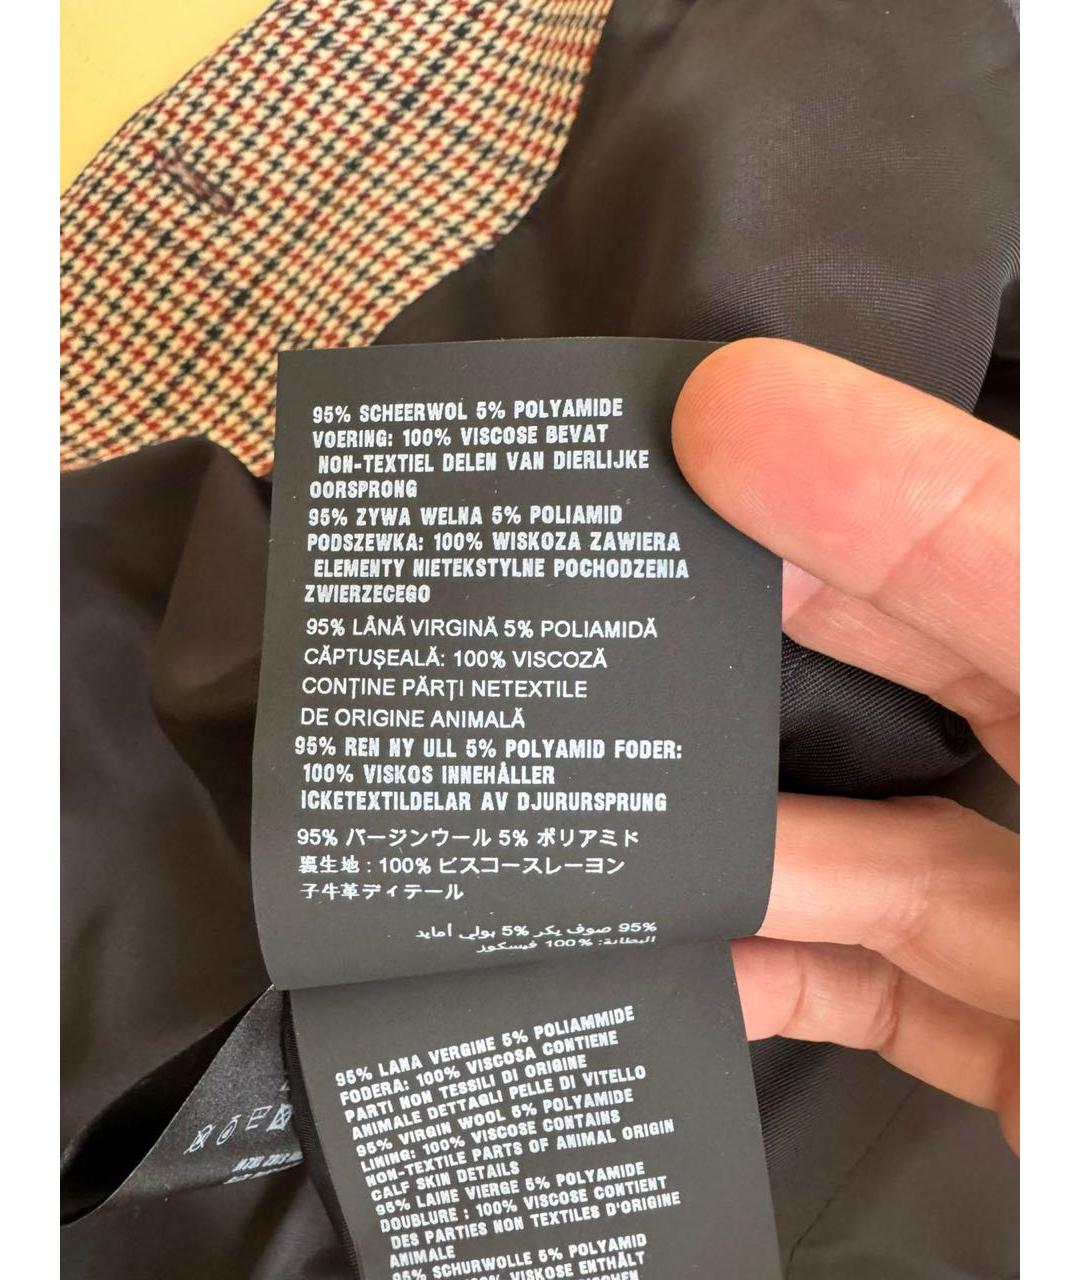 95% SCHEERWOL 5% POLYAMIDE
VOERING: 100% VISCOSE BEVAT
NON-TEXTIEL DELEN VAN DIERLIJKE
OORSPRONG
95% ZYWA WELNA 5% POLIAMID
PODSZEWKA: 100% WISKOZA ZAWIERA
ELEMENTY NIETEKSTYLNE POCHODZENIA
ZWIERZECEGO
95% LÂNĂ VIRGINĂ 5% POLIAMIDĂ
CĂPTUȘEALĂ: 100% VISCOZĂ
CONȚINE PĂRȚI NETEXTILE
DE ORIGINE ANIMALĂ
95% REN NY ULL 5% POLYAMID FODER:
100% VISKOS INNEHÅLLER
ICKETEXTILDELAR AV DJURURSPRUNG
95% バージンウール 5% ポリアミド
裏生地 : 100% ビスコースレーヨン
子牛革ディテール
95% صوف بكر 5% بولي أمايد
البطانة: 100% فيسكوز
95% LANA VERGINE 5% POLIAMMIDE
FODERA: 100% VISCOSA CONTIENE
PARTI NON TESSILI DI ORIGINE
ANIMALE DETTAGLI PELLE DI VITELLO
95% VIRGIN WOOL 5% POLYAMIDE
LINING: 100% VISCOSE CONTAINS
NON-TEXTILE PARTS OF ANIMAL ORIGIN
CALF SKIN DETAILS
95% LAINE VIERGE 5% POLYAMIDE
DOUBLURE : 100% VISCOSE CONTIENT
DES PARTIES NON TEXTILES D'ORIGINE
ANIMALE
95% SCHURWOLLE 5% POLYAMID
100% VISKOSE ENTHÄLT